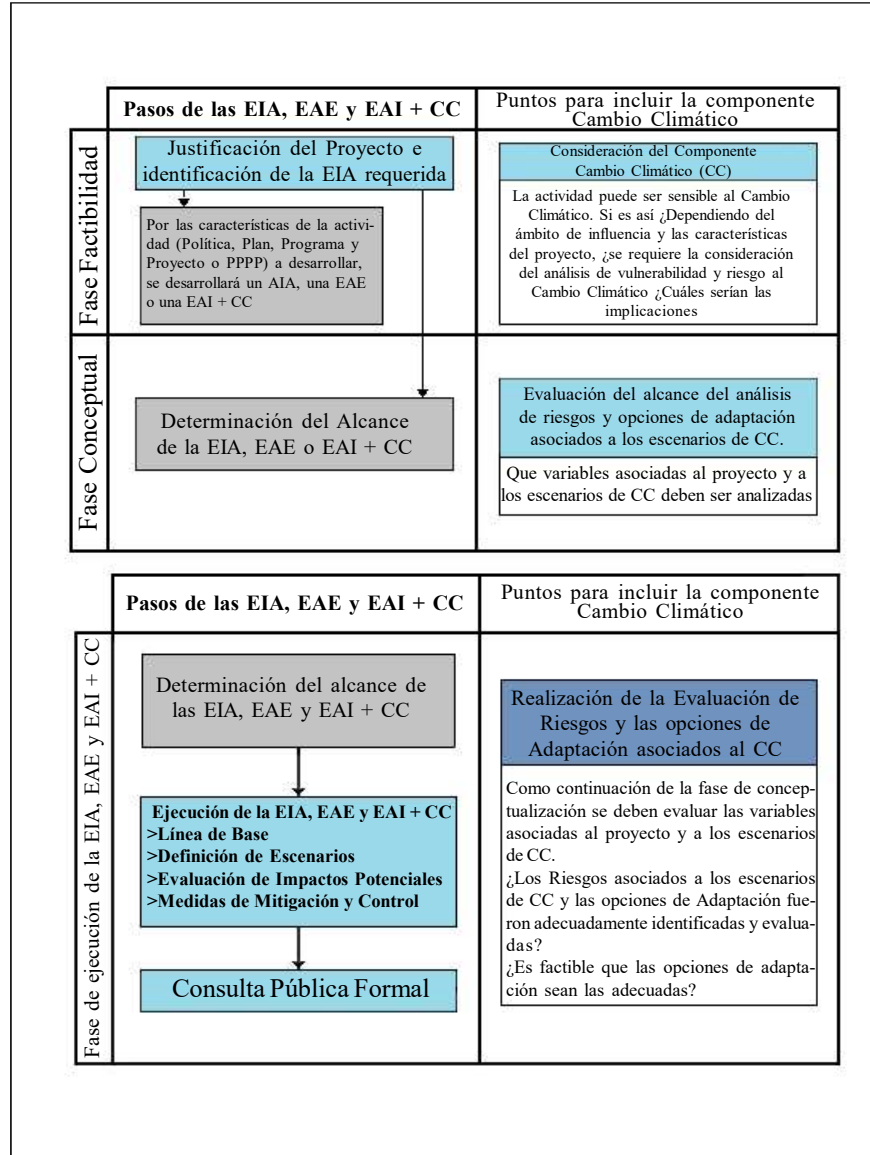 Pasos de las EIA, EAE y EAI + CC
Puntos para incluir la componente
Cambio Climático
Fase Factibilidad
Justificación del Proyecto e
identificación de la EIA requerida
Por las características de la activi-
dad (Política, Plan, Programa y
Proyecto o PPPP) a desarrollar,
se desarrollará un AIA, una EAE
o una EAI + CC
Consideración del Componente
Cambio Climático (CC)
La actividad puede ser sensible al Cambio
Climático. Si es así ¿Dependiendo del
ámbito de influencia y las características
del proyecto, ¿se requiere la consideración
del análisis de vulnerabilidad y riesgo al
Cambio Climático ¿Cuáles serían las
implicaciones
Fase Conceptual
Determinación del Alcance
de la EIA, EAE o EAI + CC
Evaluación del alcance del análisis
de riesgos y opciones de adaptación
asociados a los escenarios de CC.
Que variables asociadas al proyecto y a
los escenarios de CC deben ser analizadas
Pasos de las EIA, EAE y EAI + CC
Puntos para incluir la componente
Cambio Climático
Fase de ejecución de la EIA, EAE y EAI + CC
Determinación del alcance de
las EIA, EAE y EAI + CC
Ejecución de la EIA, EAE y EAI + CC
>Línea de Base
>Definición de Escenarios
>Evaluación de Impactos Potenciales
>Medidas de Mitigación y Control
Consulta Pública Formal
Realización de la Evaluación de
Riesgos y las opciones de
Adaptación asociados al CC
Como continuación de la fase de concep-
tualización se deben evaluar las variables
asociadas al proyecto y a los escenarios
de CC.
¿Los Riesgos asociados a los escenarios
de CC y las opciones de Adaptación fue-
ron adecuadamente identificadas y evalua-
das?
¿Es factible que las opciones de adapta-
ción sean las adecuadas?